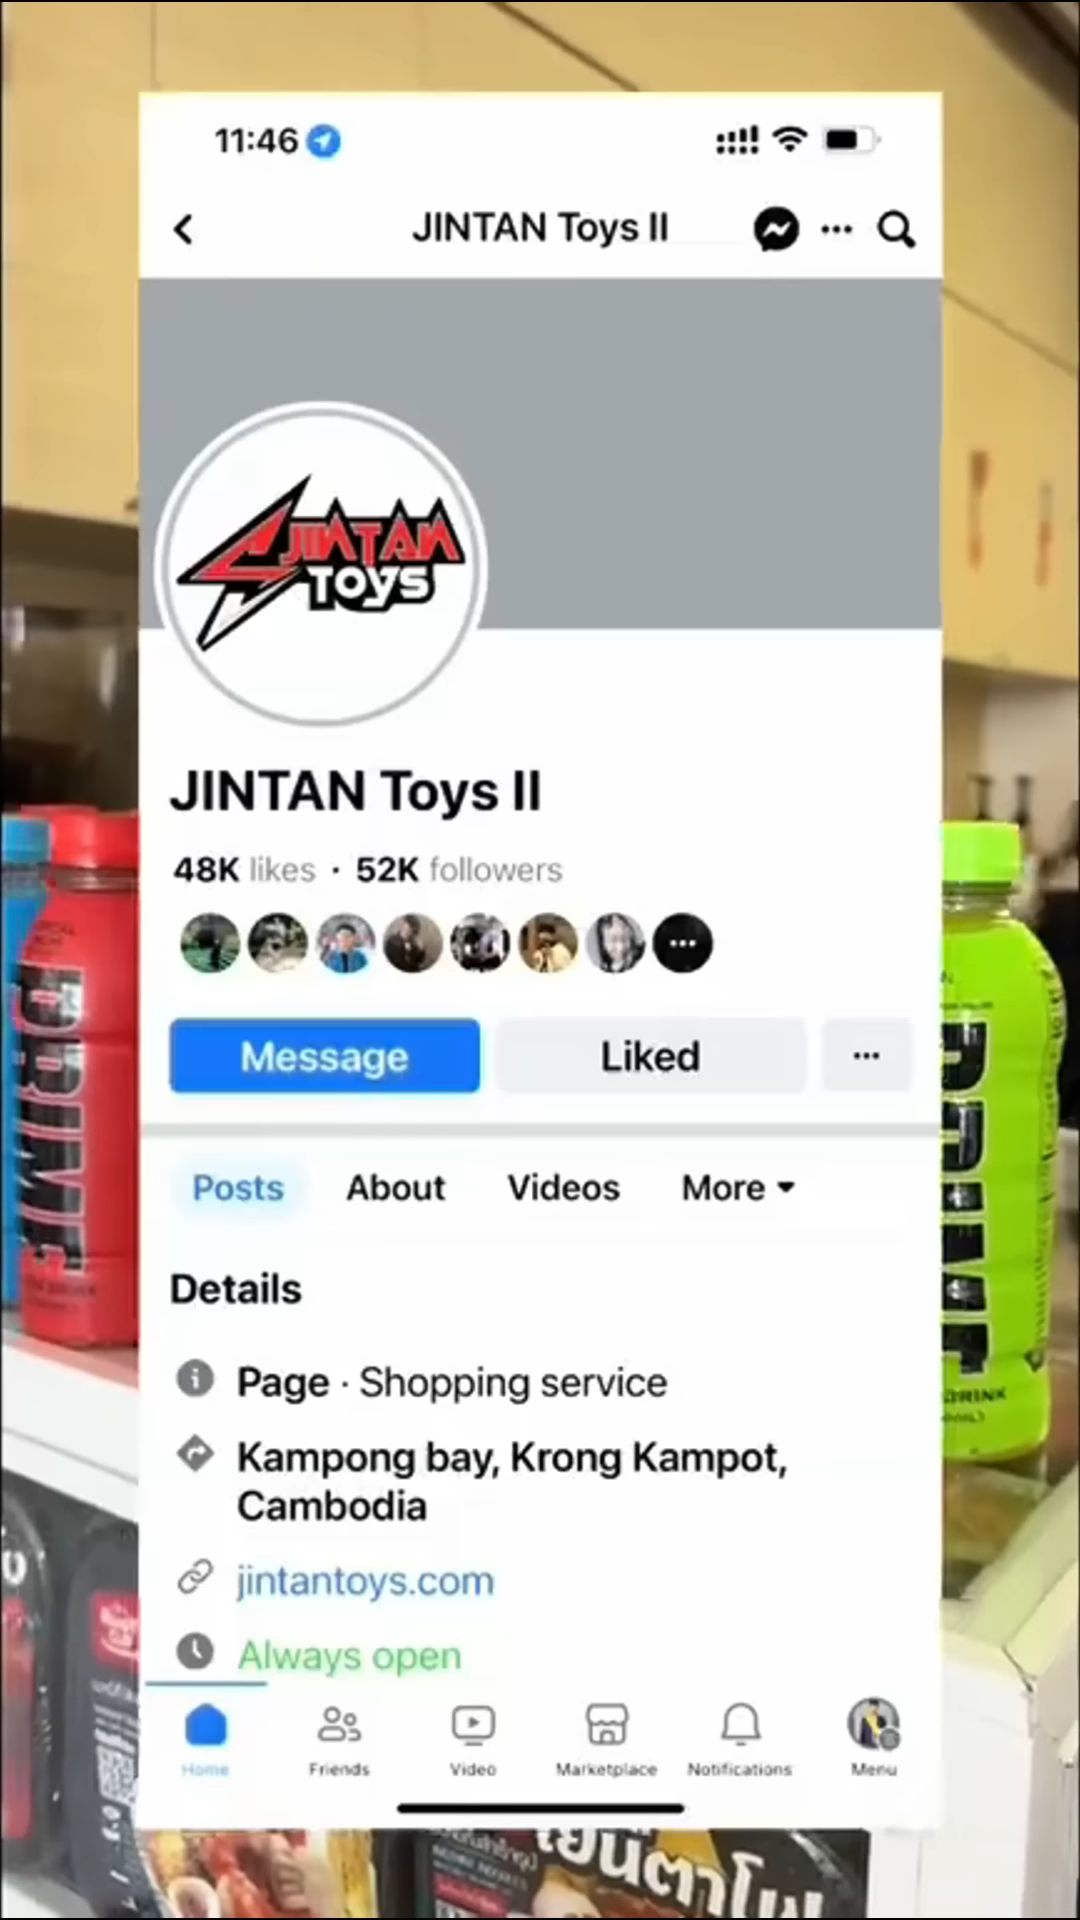 11:46
JINTAN Toys II
JINTAN
TOYS
JINTAN Toys II
48K likes · 52K followers
Message
Liked
Posts
About
Videos
More
Details
Page · Shopping service
Kampong bay, Krong Kampot,
Cambodia
jintantoys.com
Always open
Home
Friends
Video
Marketplace
Notifications
Menu
PRIME
PRIME
DRINK